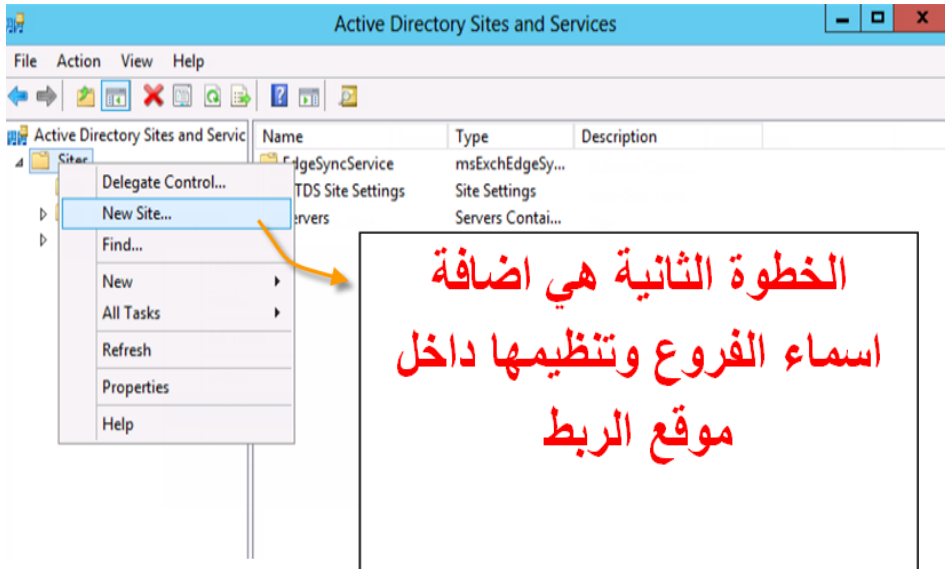 Active Directory Sites and Services
File Action View Help
Active Directory Sites and Servic
Name Type Description
Sites
EdgeSyncService msExchEdgeSy...
TDS Site Settings Site Settings
ervers Servers Contai...
Delegate Control...
New Site...
Find...
New
All Tasks
Refresh
Properties
Help
الخطوة الثانية هي اضافة
اسماء الفروع وتنظيمها داخل
موقع الربط